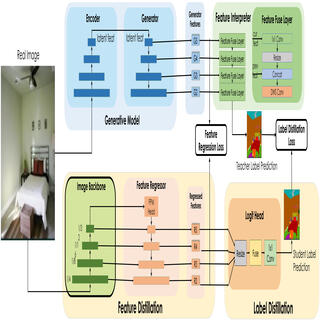 Real Image
Encoder
Generator
Latent feat
Latent feat
Generative Model
Generator
Features
Feature Interpreter
Feature Fuse Layer
Feature Fuse Layer
Feature Fuse Layer
Feature Fuse Layer
Feature Fuse Layer
1x1 Conv
Resize
Concat
DWS Conv
Feature
Regression Loss
Teacher Label Prediction
Label Distillation
Loss
Image Backbone
Feature Regressor
PPM
Head
Regressed
Features
Feature Distillation
Logit Head
Resize
Fuse
1x1
Conv
Student Label
Prediction
Label Distillation